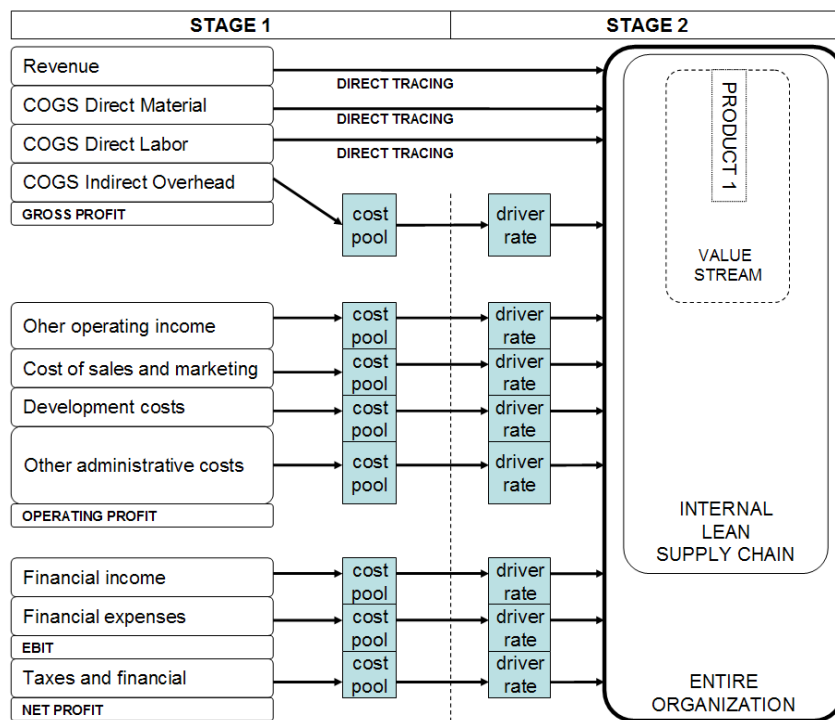 STAGE 1
STAGE 2
Revenue
DIRECT TRACING
COGS Direct Material
DIRECT TRACING
COGS Direct Labor
DIRECT TRACING
COGS Indirect Overhead
GROSS PROFIT
cost
pool
driver
rate
Oher operating income
cost
pool
driver
rate
Cost of sales and marketing
cost
pool
driver
rate
Development costs
cost
pool
driver
rate
Other administrative costs
cost
pool
driver
rate
OPERATING PROFIT
Financial income
cost
pool
driver
rate
Financial expenses
cost
pool
driver
rate
EBIT
Taxes and financial
cost
pool
driver
rate
NET PROFIT
PRODUCT 1
VALUE
STREAM
INTERNAL
LEAN
SUPPLY CHAIN
ENTIRE
ORGANIZATION